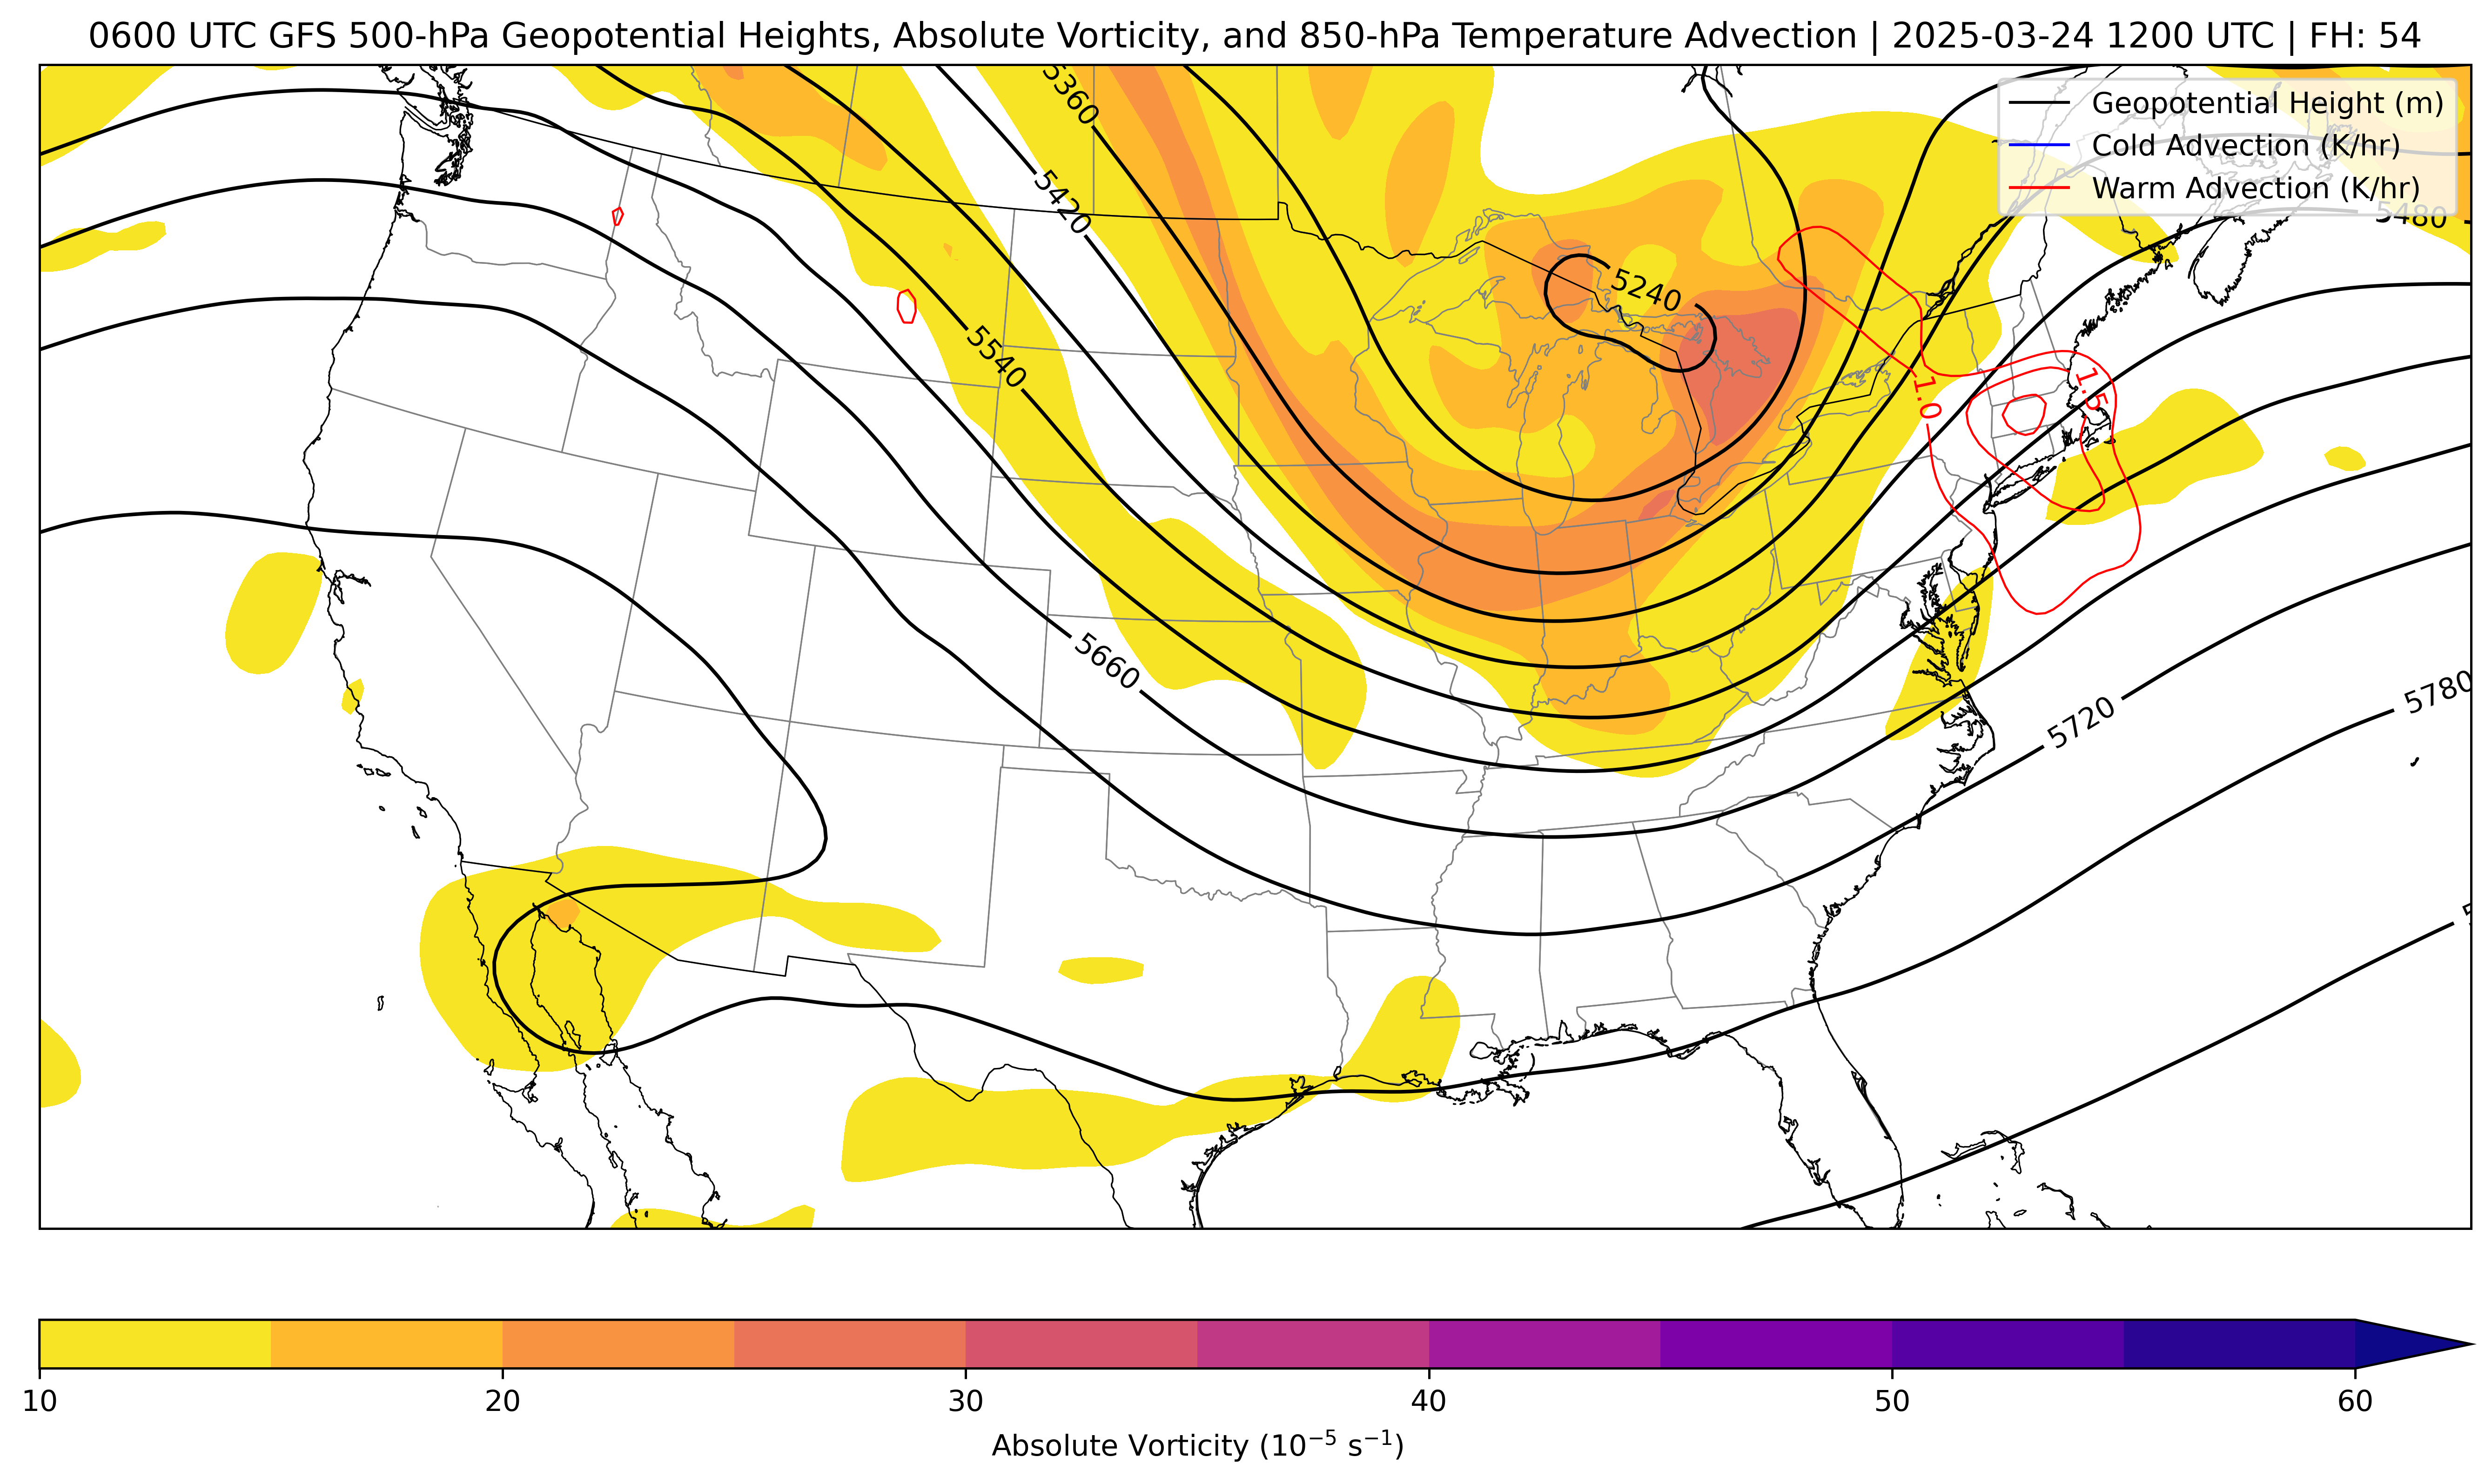 0600 UTC GFS 500-hPa Geopotential Heights, Absolute Vorticity, and 850-hPa Temperature Advection | 2025-03-24 1200 UTC | FH: 54
Geopotential Height (m)
Cold Advection (K/hr)
Warm Advection (K/hr)
5360
5420
5480
5240
5540
1.0
1.5
5660
5720
5780
10 20 30 40 50 60
Absolute Vorticity (10⁻⁵ s⁻¹)